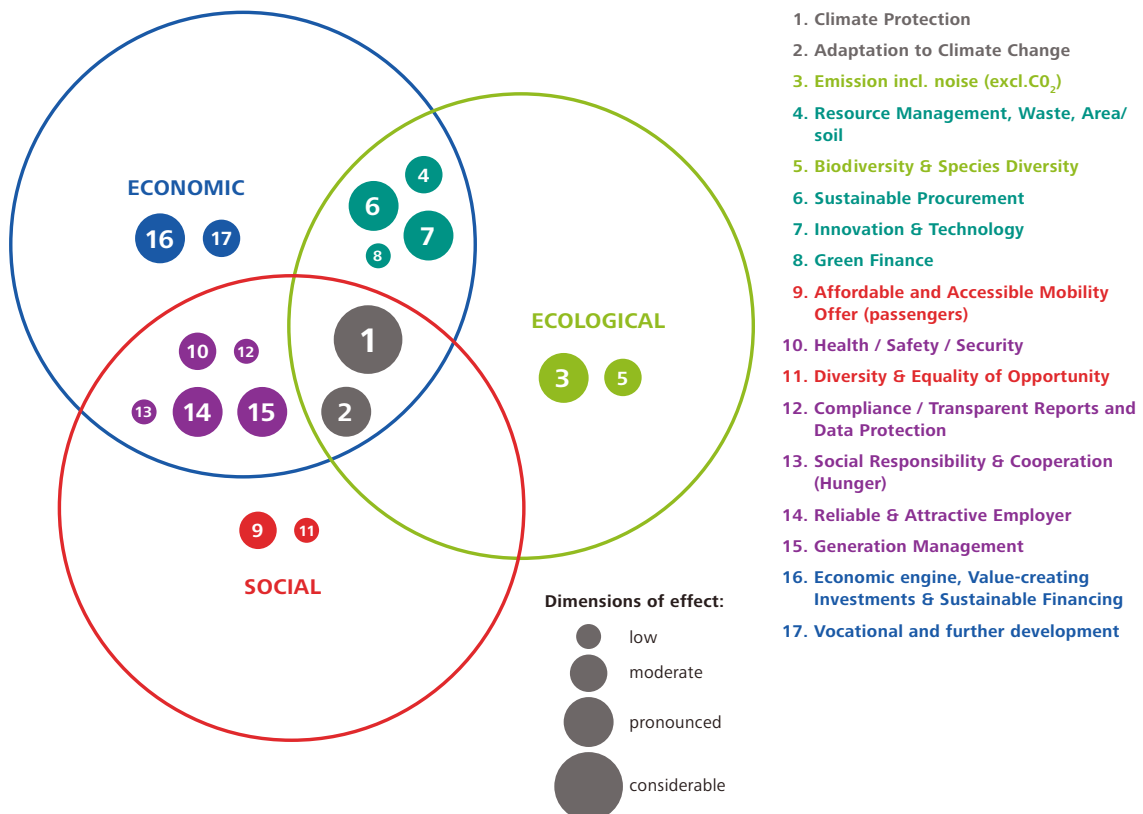 ECONOMIC
16
17
4
6
7
8
ECOLOGICAL
3
5
1
2
10
12
13
14
15
9
11
SOCIAL
Dimensions of effect:
low
moderate
pronounced
considerable
1. Climate Protection
2. Adaptation to Climate Change
3. Emission incl. noise (excl.C0₂)
4. Resource Management, Waste, Area/
soil
5. Biodiversity & Species Diversity
6. Sustainable Procurement
7. Innovation & Technology
8. Green Finance
9. Affordable and Accessible Mobility
Offer (passengers)
10. Health / Safety / Security
11. Diversity & Equality of Opportunity
12. Compliance / Transparent Reports and
Data Protection
13. Social Responsibility & Cooperation
(Hunger)
14. Reliable & Attractive Employer
15. Generation Management
16. Economic engine, Value-creating
Investments & Sustainable Financing
17. Vocational and further development